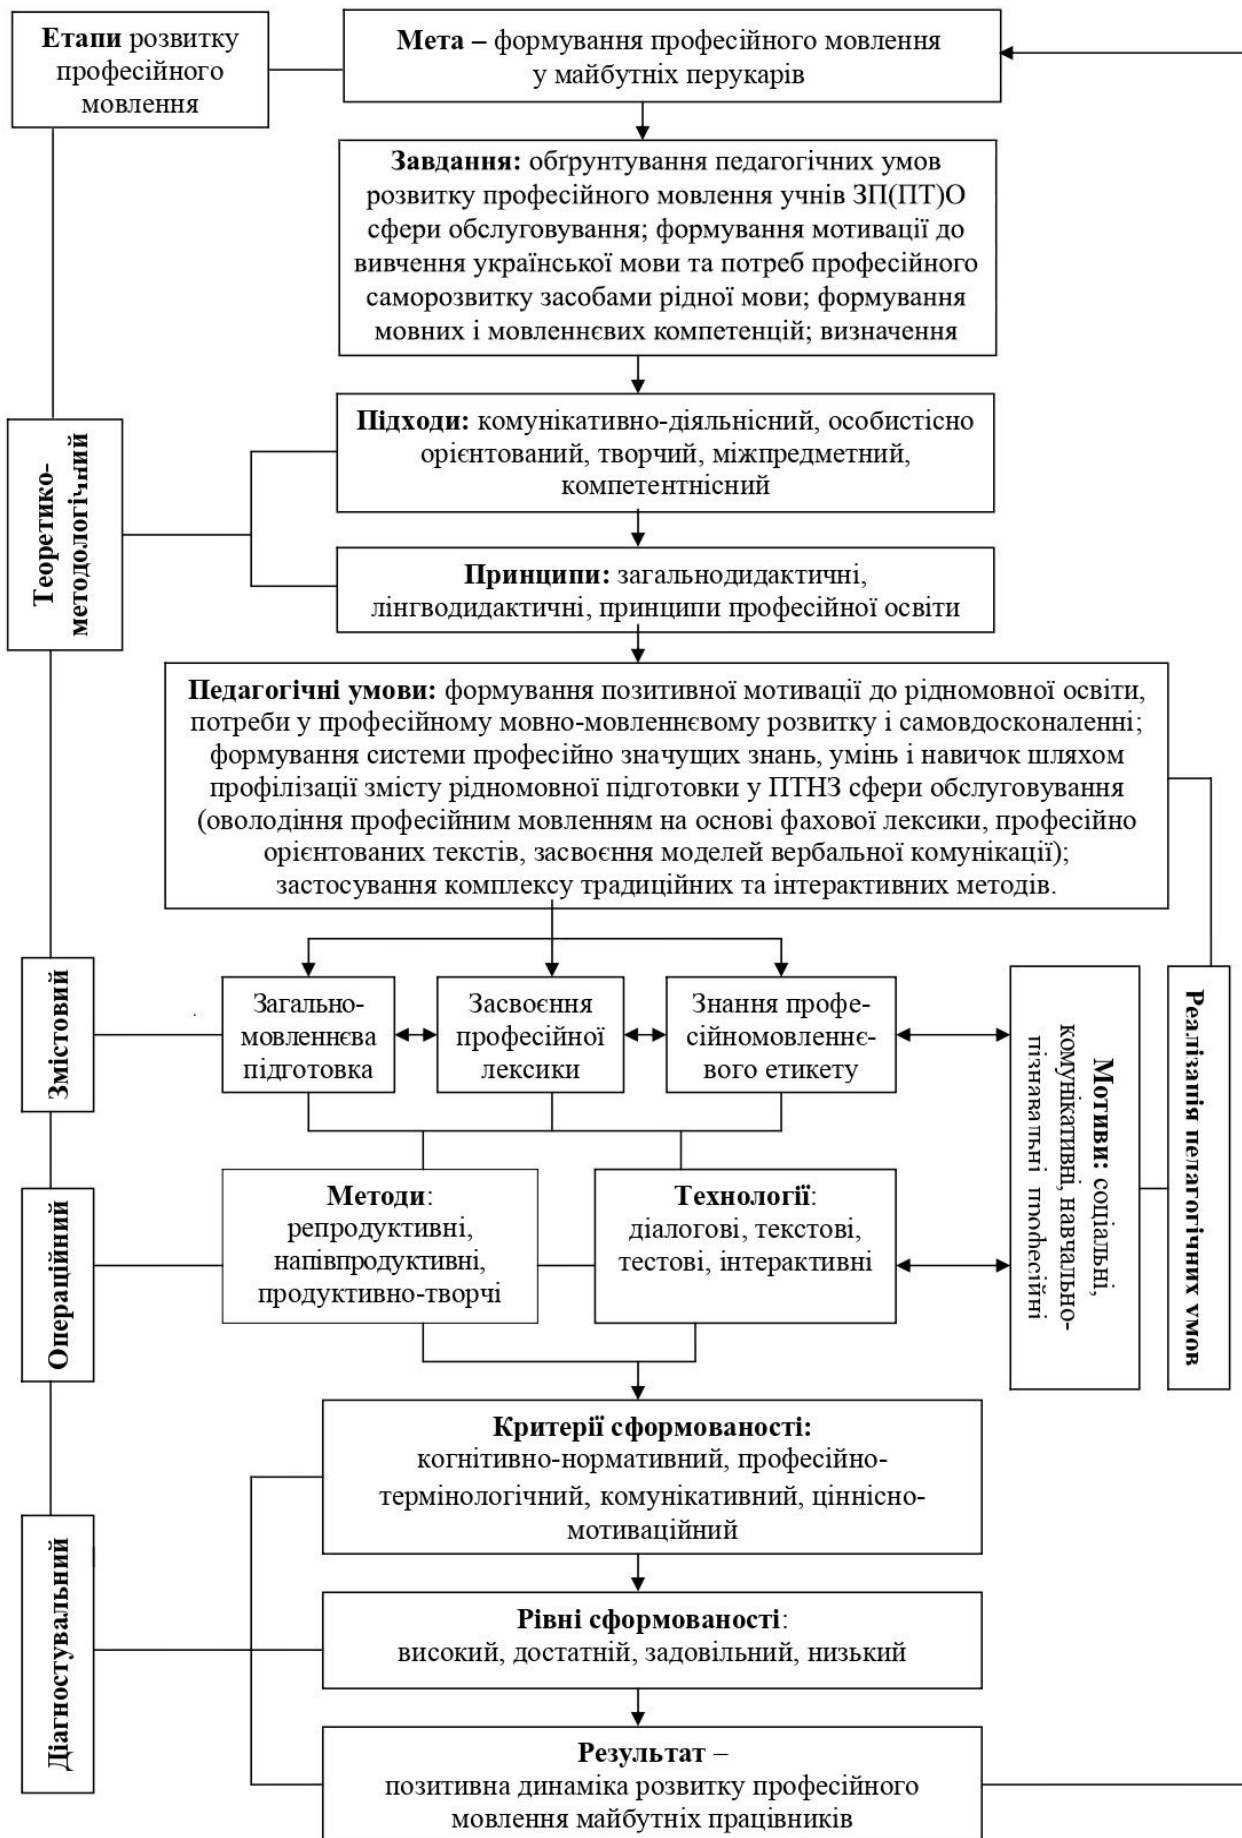 Етапи розвитку
професійного
мовлення
Мета – формування професійного мовлення
у майбутніх перукарів
Завдання: обґрунтування педагогічних умов
розвитку професійного мовлення учнів ЗП(ПТ)О
сфери обслуговування; формування мотивації до
вивчення української мови та потреб професійного
саморозвитку засобами рідної мови; формування
мовних і мовленнєвих компетенцій; визначення
Теоретико-
методологічний
Підходи: комунікативно-діяльнісний, особистісно
орієнтований, творчий, міжпредметний,
компетентнісний
Принципи: загальнодидактичні,
лінгводидактичні, принципи професійної освіти
Педагогічні умови: формування позитивної мотивації до рідномовної освіти,
потреби у професійному мовно-мовленнєвому розвитку і самовдосконаленні;
формування системи професійно значущих знань, умінь і навичок шляхом
профілізації змісту рідномовної підготовки у ПТНЗ сфери обслуговування
(оволодіння професійним мовленням на основі фахової лексики, професійно
орієнтованих текстів, засвоєння моделей вербальної комунікації);
застосування комплексу традиційних та інтерактивних методів.
Змістовий
Загально-
мовленнєва
підготовка
Засвоєння
професійної
лексики
Знання профе-
сійномовленнє-
вого етикету
Мотиви: соціальні,
комунікативні, навчально-
пізнавальні професійні
Реалізація педагогічних умов
Операційний
Методи:
репродуктивні,
напівпродуктивні,
продуктивно-творчі
Технології:
діалогові, текстові,
тестові, інтерактивні
Діагностувальний
Критерії сформованості:
когнітивно-нормативний, професійно-
термінологічний, комунікативний, ціннісно-
мотиваційний
Рівні сформованості:
високий, достатній, задовільний, низький
Результат –
позитивна динаміка розвитку професійного
мовлення майбутніх працівників